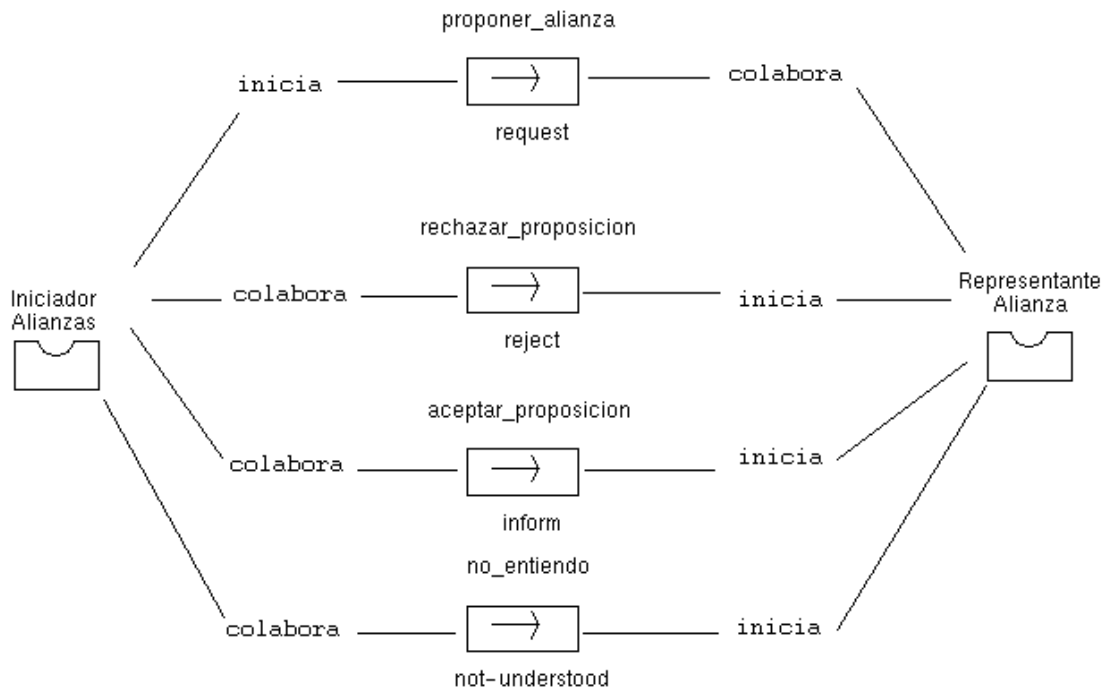 proponer_alianza
inicia
colabora
request
rechazar_proposicion
Iniciador
Alianzas
colabora
inicia
Representante
Alianza
reject
aceptar_proposicion
colabora
inicia
inform
no_entiendo
colabora
inicia
not-understood